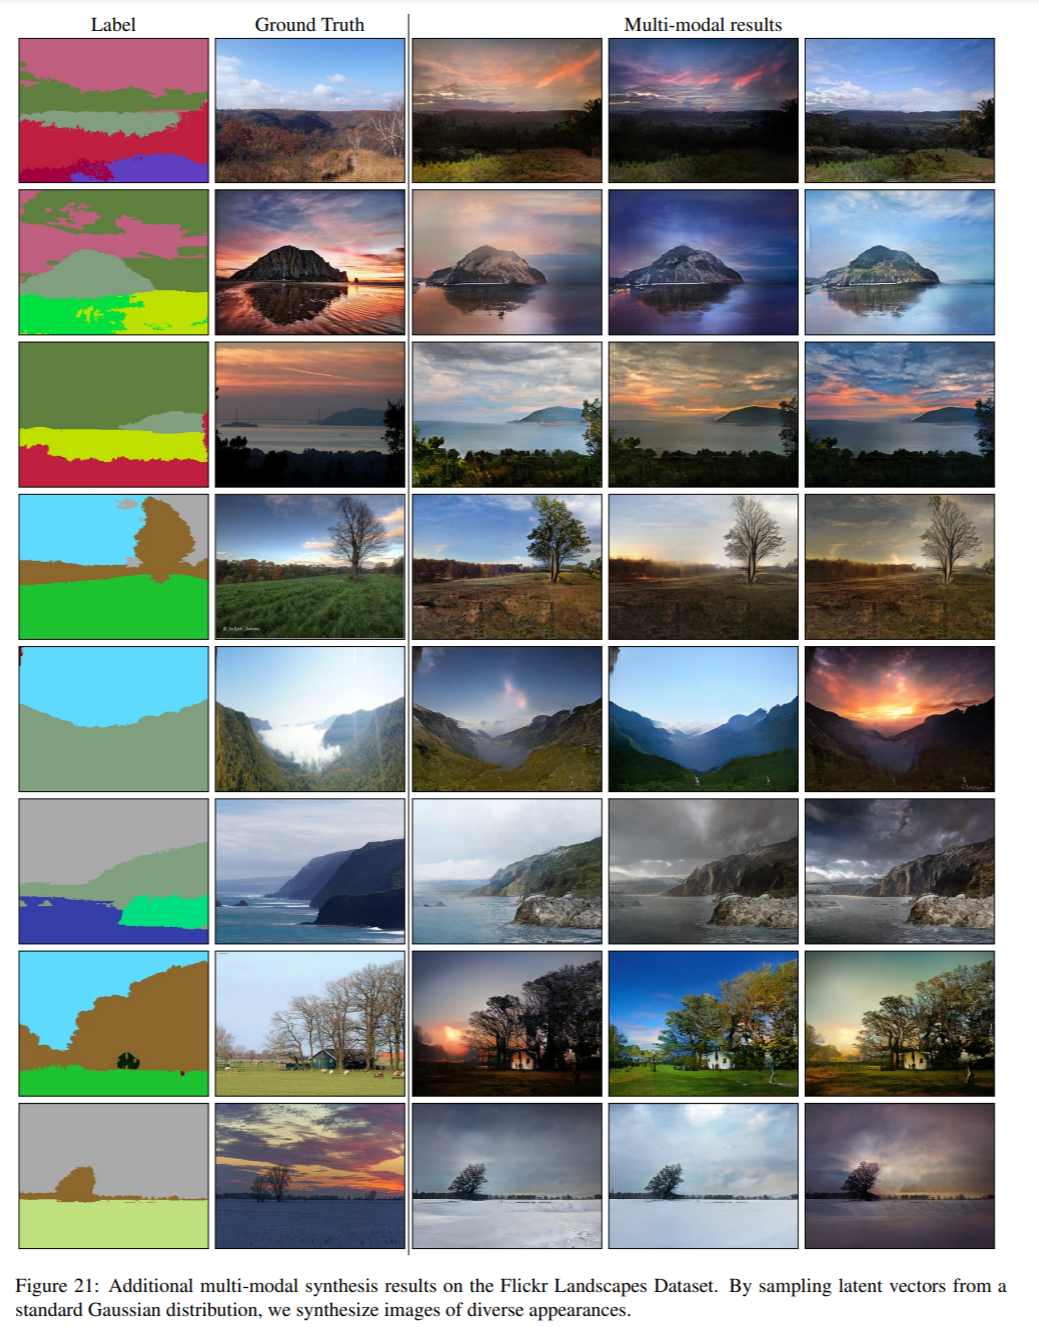 Label
Ground Truth
Multi-modal results
Figure 21: Additional multi-modal synthesis results on the Flickr Landscapes Dataset. By sampling latent vectors from a
standard Gaussian distribution, we synthesize images of diverse appearances.